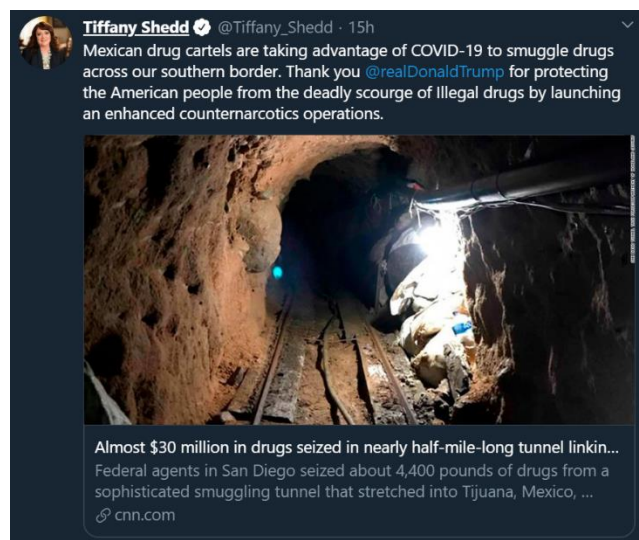 Tiffany Shedd @Tiffany_Shedd · 15h
Mexican drug cartels are taking advantage of COVID-19 to smuggle drugs
across our southern border. Thank you @realDonaldTrump for protecting
the American people from the deadly scourge of Illegal drugs by launching
an enhanced counternarcotics operations.
Almost $30 million in drugs seized in nearly half-mile-long tunnel linkin...
Federal agents in San Diego seized about 4,400 pounds of drugs from a
sophisticated smuggling tunnel that stretched into Tijuana, Mexico, ...
cnn.com